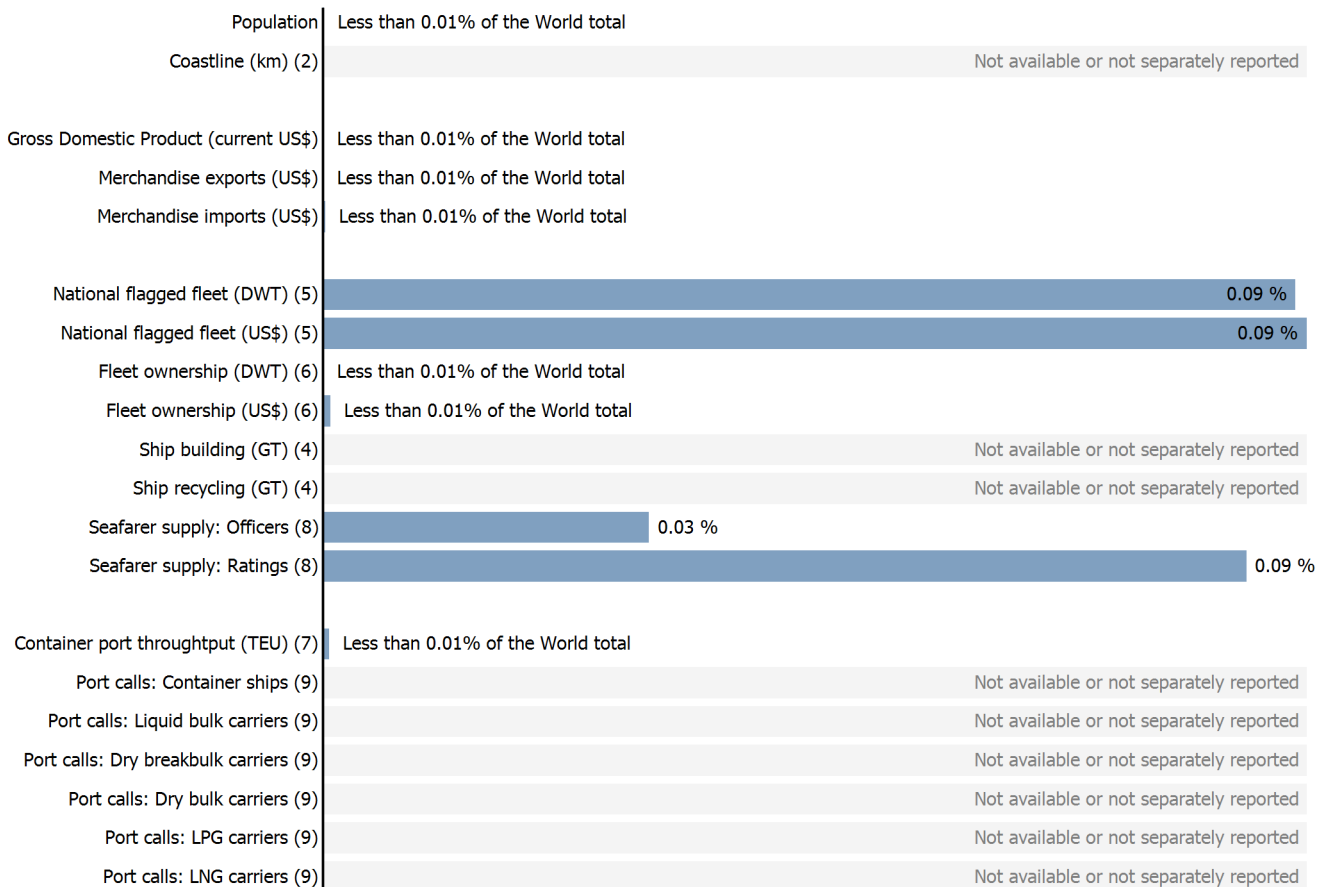 Population Less than 0.01% of the World total
Coastline (km) (2) Not available or not separately reported
Gross Domestic Product (current US$) Less than 0.01% of the World total
Merchandise exports (US$) Less than 0.01% of the World total
Merchandise imports (US$) Less than 0.01% of the World total
National flagged fleet (DWT) (5) 0.09 %
National flagged fleet (US$) (5) 0.09 %
Fleet ownership (DWT) (6) Less than 0.01% of the World total
Fleet ownership (US$) (6) Less than 0.01% of the World total
Ship building (GT) (4) Not available or not separately reported
Ship recycling (GT) (4) Not available or not separately reported
Seafarer supply: Officers (8) 0.03 %
Seafarer supply: Ratings (8) 0.09 %
Container port throughtput (TEU) (7) Less than 0.01% of the World total
Port calls: Container ships (9) Not available or not separately reported
Port calls: Liquid bulk carriers (9) Not available or not separately reported
Port calls: Dry breakbulk carriers (9) Not available or not separately reported
Port calls: Dry bulk carriers (9) Not available or not separately reported
Port calls: LPG carriers (9) Not available or not separately reported
Port calls: LNG carriers (9) Not available or not separately reported